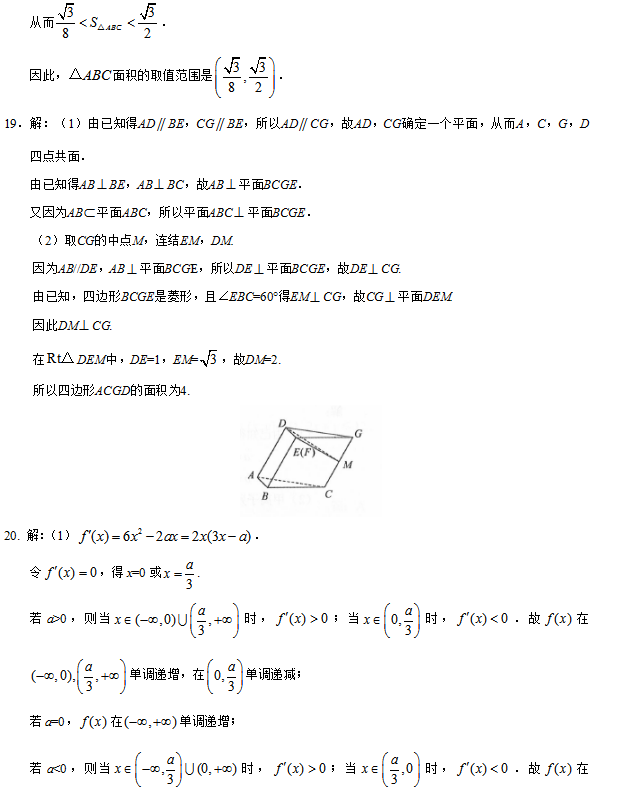 从而√3/8<S△ABC<√3/2．
因此，△ABC面积的取值范围是(√3/8,√3/2)．
19．解：（1）由已知得AD∥BE，CG∥BE，所以AD∥CG，故AD，CG确定一个平面，从而A，C，G，D
四点共面．
由已知得AB⊥BE，AB⊥BC，故AB⊥平面BCGE．
又因为AB⊂平面ABC，所以平面ABC⊥平面BCGE．
（2）取CG的中点M，连结EM，DM.
因为AB//DE，AB⊥平面BCGE，所以DE⊥平面BCGE，故DE⊥CG.
由已知，四边形BCGE是菱形，且∠EBC=60°得EM⊥CG，故CG⊥平面DEM.
因此DM⊥CG.
在Rt△DEM中，DE=1，EM=√3，故DM=2.
所以四边形ACGD的面积为4.
D
G
E(F)
M
A
B
C
20. 解：（1）f′(x)=6x²−2ax=2x(3x−a)．
令f′(x)=0，得x=0或x=a/3.
若a>0，则当x∈(−∞,0)∪(a/3,+∞)时，f′(x)>0；当x∈(0,a/3)时，f′(x)<0．故f(x)在
(−∞,0),(a/3,+∞)单调递增，在(0,a/3)单调递减；
若a=0，f(x)在(−∞,+∞)单调递增；
若a<0，则当x∈(−∞,a/3)∪(0,+∞)时，f′(x)>0；当x∈(a/3,0)时，f′(x)<0．故f(x)在